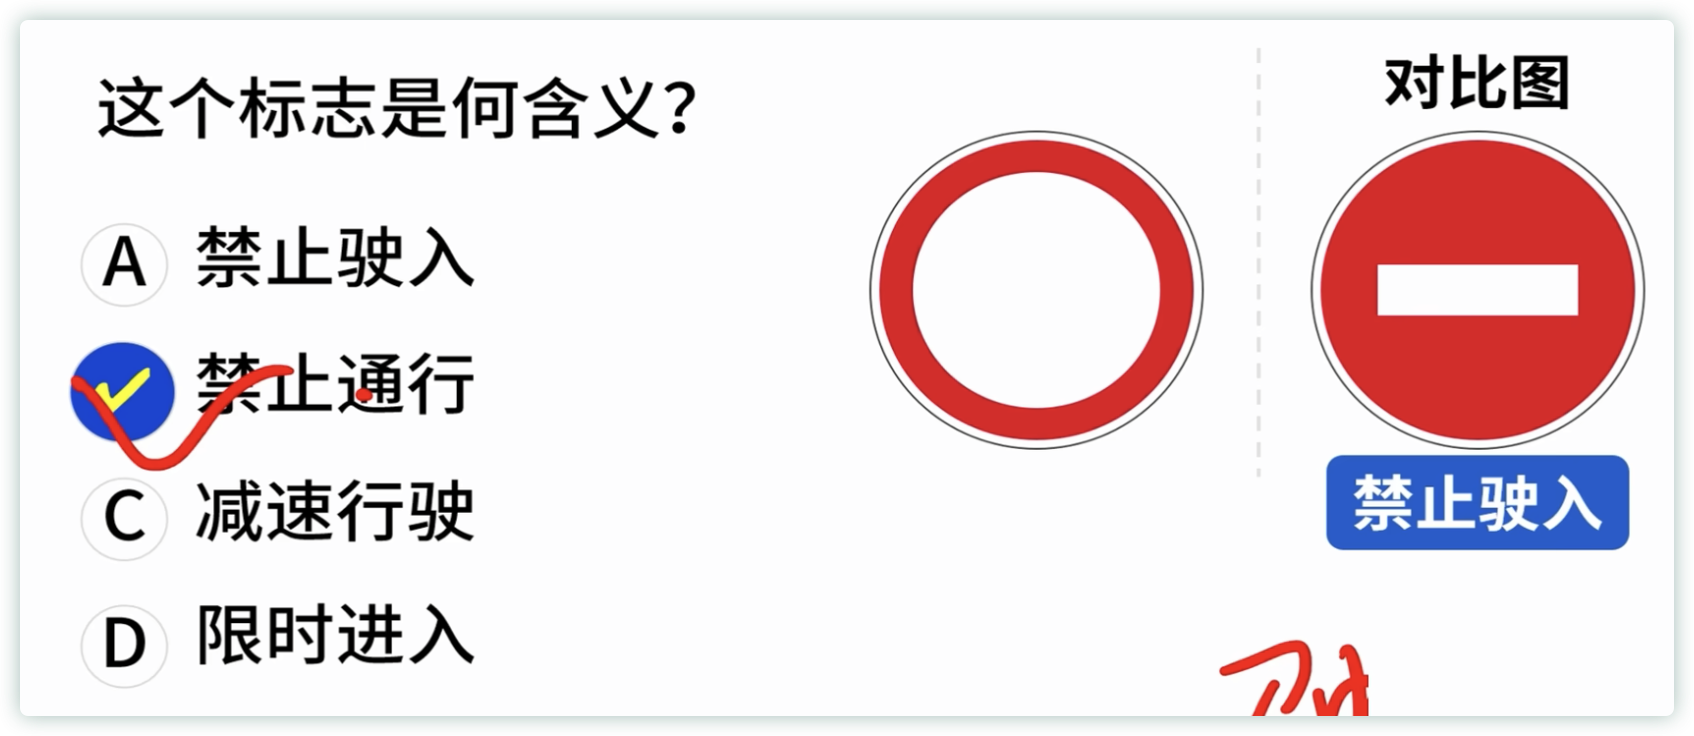 这个标志是何含义？
A 禁止驶入
禁止通行
C 减速行驶
D 限时进入
对比图
禁止驶入